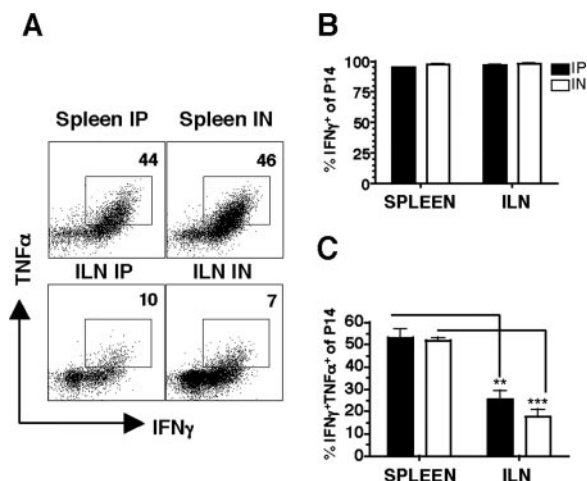 A
Spleen IP
Spleen IN
44
46
ILN IP
ILN IN
10
7
TNFα
IFNγ
B
% IFNγ⁺ of P14
100
75
50
25
0
SPLEEN
ILN
IP
IN
C
% IFNγ⁺TNFα⁺ of P14
60
50
40
30
20
10
0
**
***
SPLEEN
ILN